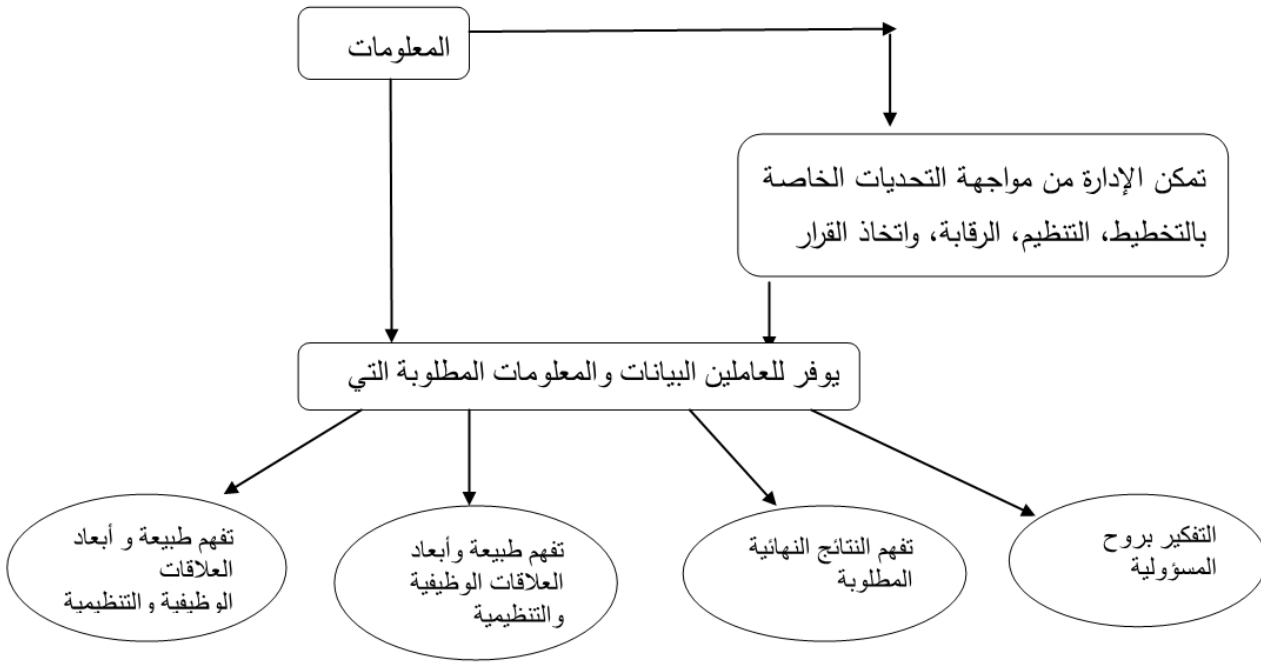 المعلومات
تمكن الإدارة من مواجهة التحديات الخاصة
بالتخطيط، التنظيم، الرقابة، واتخاذ القرار
يوفر للعاملين البيانات والمعلومات المطلوبة التي
التفكير بروح
المسؤولية
تفهم النتائج النهائية
المطلوبة
تفهم طبيعة وأبعاد
العلاقات الوظيفية
والتنظيمية
تفهم طبيعة و أبعاد
العلاقات
الوظيفية والتنظيمية